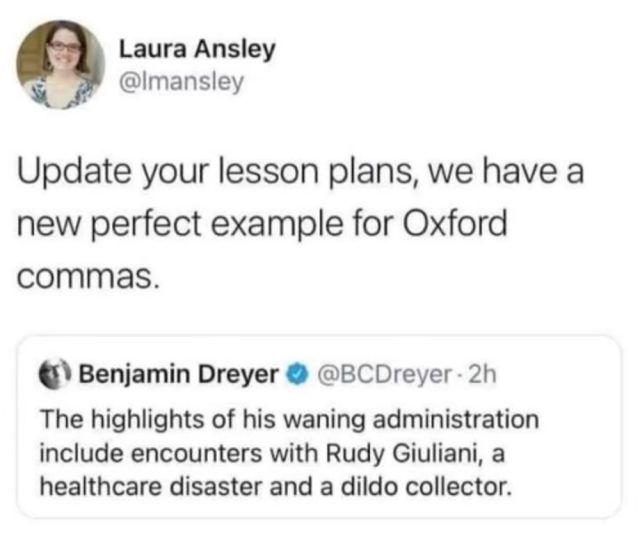 Laura Ansley
@lmansley
Update your lesson plans, we have a
new perfect example for Oxford
commas.
Benjamin Dreyer @BCDreyer · 2h
The highlights of his waning administration
include encounters with Rudy Giuliani, a
healthcare disaster and a dildo collector.